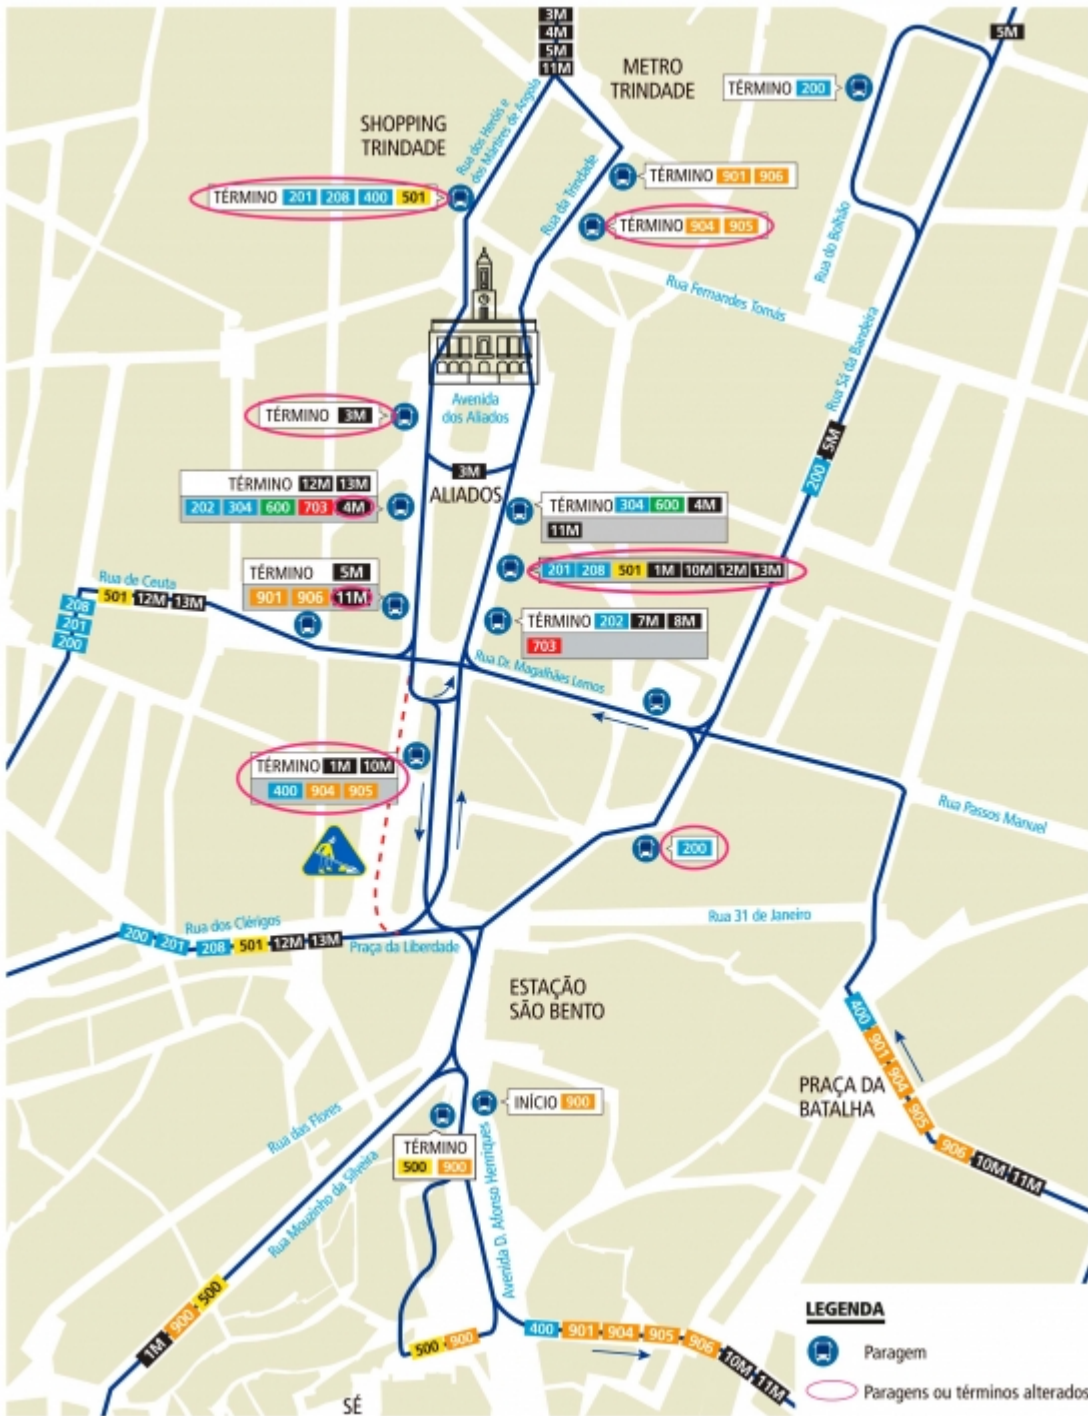 3M
4M
5M
11M
5M
METRO
TRINDADE
TÉRMINO 200
SHOPPING
TRINDADE
Rua dos Heróis e
dos Mártires de Angola
Rua da Trindade
TÉRMINO 901 906
TÉRMINO 201 208 400 501
TÉRMINO 904 905
Rua do Bolhão
Rua Fernandes Tomás
Rua Sá da Bandeira
Avenida
dos Aliados
TÉRMINO 3M
200 5M
3M
ALIADOS
TÉRMINO 12M 13M
202 304 600 703 4M
TÉRMINO 304 600 4M
11M
TÉRMINO 5M
901 906 11M
201 208 501 1M 10M 12M 13M
Rua de Ceuta
208
201
200
501 12M 13M
TÉRMINO 202 7M 8M
703
Rua Dr. Magalhães Lemos
TÉRMINO 1M 10M
400 904 905
Rua Passos Manuel
200
Rua 31 de Janeiro
Rua dos Clérigos
200 201 208 501 12M 13M
Praça da Liberdade
ESTAÇÃO
SÃO BENTO
400 901 904 905 906 10M 11M
PRAÇA DA
BATALHA
INÍCIO 900
Rua das Flores
TÉRMINO
500 900
Rua Mouzinho da Silveira
Avenida D. Afonso Henriques
1M 900 500
500 900
400 901 904 905 906 10M 11M
SÉ
LEGENDA
Paragem
Paragens ou términos alterados